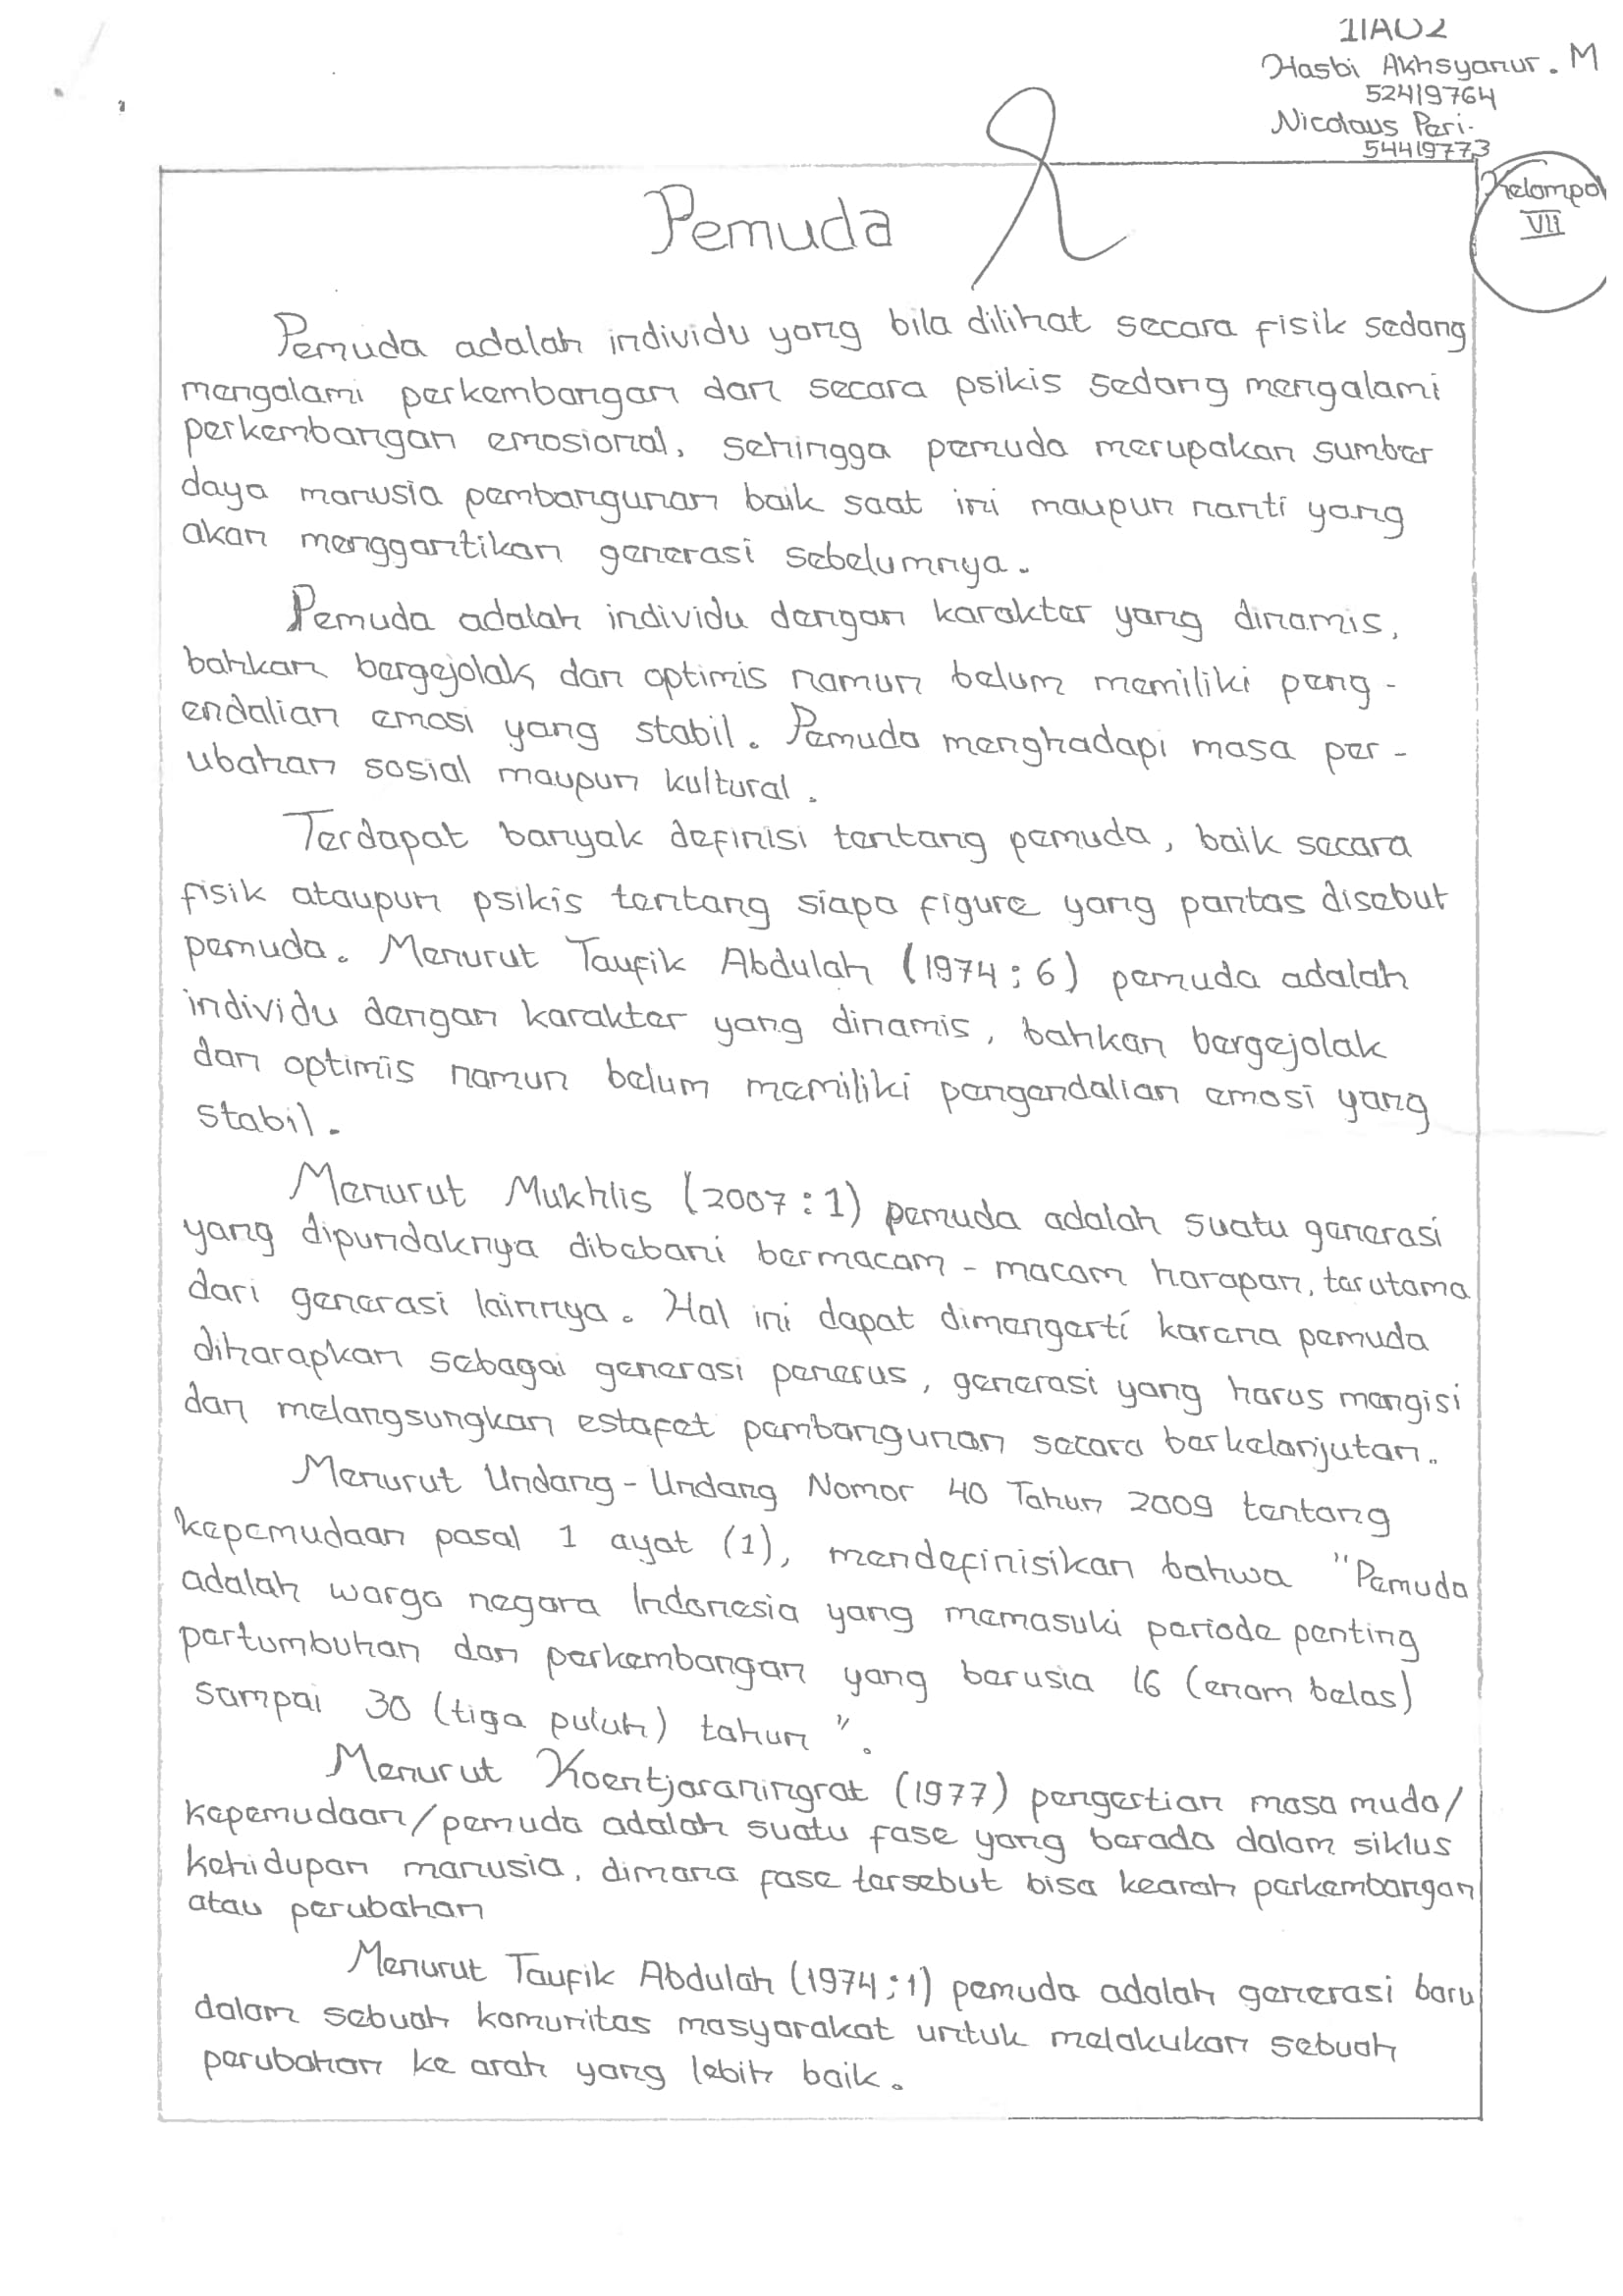 1IA02
Hasbi Akhsyanur. M
52419764
Nicolaus Peri.
54419773
Kelompok
VII
Pemuda
Pemuda adalah individu yang bila dilihat secara fisik sedang
mengalami perkembangan dan secara psikis sedang mengalami
perkembangan emosional, sehingga pemuda merupakan sumber
daya manusia pembangunan baik saat ini maupun nanti yang
akan menggantikan generasi sebelumnya.
Pemuda adalah individu dengan karakter yang dinamis,
bahkan bergejolak dan optimis namun belum memiliki peng -
endalian emosi yang stabil. Pemuda menghadapi masa per -
ubahan sosial maupun kultural.
Terdapat banyak definisi tentang pemuda, baik secara
fisik ataupun psikis tentang siapa figure yang pantas disebut
pemuda. Menurut Taufik Abdulah (1974 ; 6) pemuda adalah
individu dengan karakter yang dinamis, bahkan bergejolak
dan optimis namun belum memiliki pengendalian emosi yang
stabil.
Menurut Mukhlis (2007 : 1) pemuda adalah suatu generasi
yang dipundaknya dibebani bermacam - macam harapan, terutama
dari generasi lainnya. Hal ini dapat dimengerti karena pemuda
diharapkan sebagai generasi penerus, generasi yang harus mengisi
dan melangsungkan estafet pembangunan secara berkelanjutan..
Menurut Undang - Undang Nomor 40 Tahun 2009 tentang
kepemudaan pasal 1 ayat (1), mendefinisikan bahwa "Pemuda
adalah warga negara Indonesia yang memasuki periode penting
pertumbuhan dan perkembangan yang berusia 16 (enam belas)
sampai 30 (tiga puluh) tahun ".
Menurut Koentjaraningrat (1977) pengertian masa muda/
kepemudaan/pemuda adalah suatu fase yang berada dalam siklus
kehidupan manusia, dimana fase tersebut bisa kearah perkembangan
atau perubahan
Menurut Taufik Abdulah (1974 ; 1) pemuda adalah generasi baru
dalam sebuah komunitas masyarakat untuk melakukan sebuah
perubahan ke arah yang lebih baik.